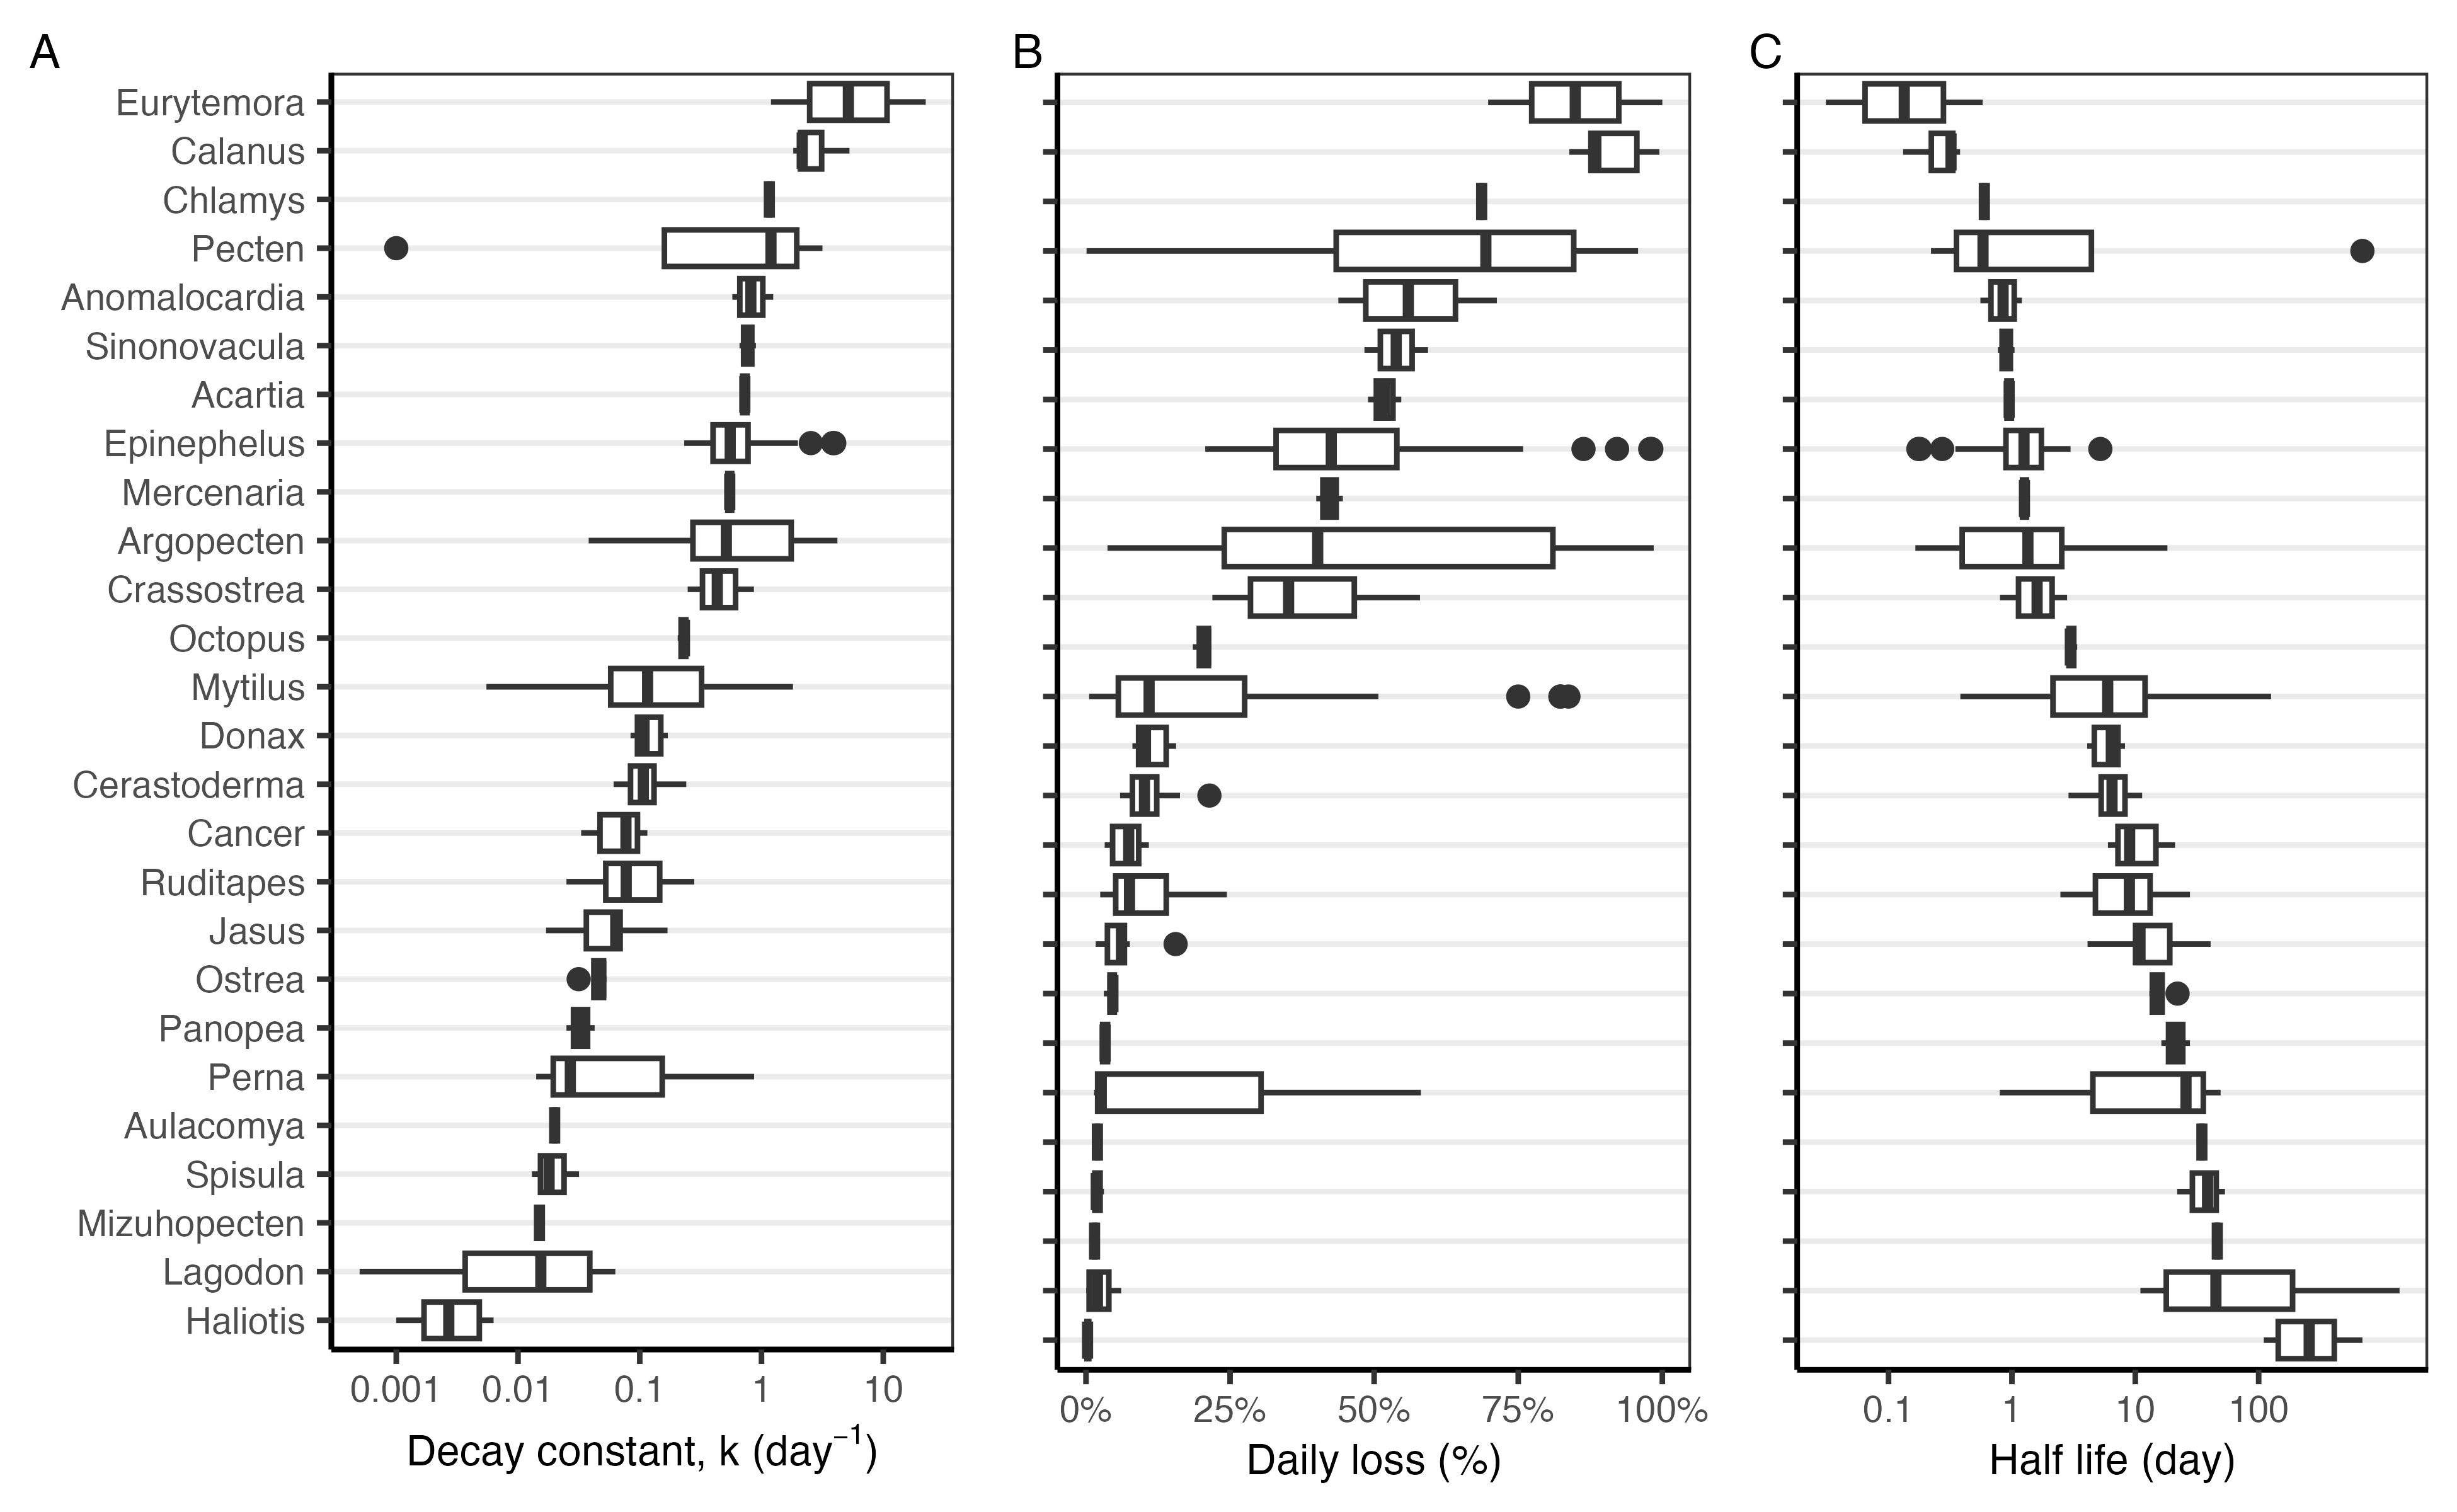 A B C
Eurytemora
Calanus
Chlamys
Pecten
Anomalocardia
Sinonovacula
Acartia
Epinephelus
Mercenaria
Argopecten
Crassostrea
Octopus
Mytilus
Donax
Cerastoderma
Cancer
Ruditapes
Jasus
Ostrea
Panopea
Perna
Aulacomya
Spisula
Mizuhopecten
Lagodon
Haliotis
0.001 0.01 0.1 1 10
Decay constant, k (day⁻¹)
0% 25% 50% 75% 100%
Daily loss (%)
0.1 1 10 100
Half life (day)